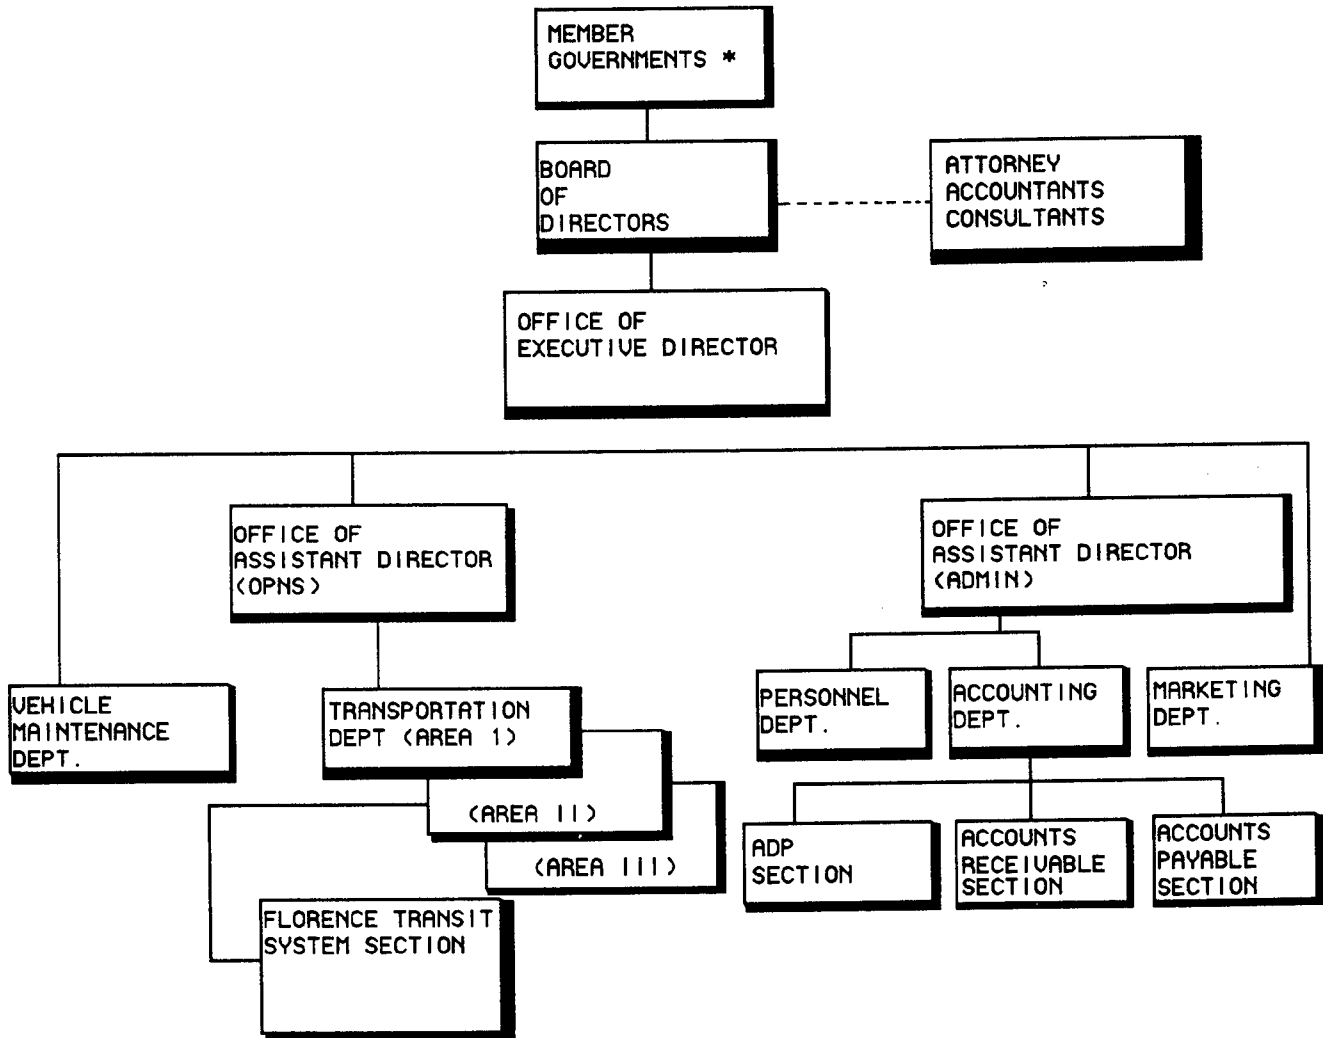 MEMBER
GOVERNMENTS *
BOARD
OF
DIRECTORS
ATTORNEY
ACCOUNTANTS
CONSULTANTS
OFFICE OF
EXECUTIVE DIRECTOR
OFFICE OF
ASSISTANT DIRECTOR
(OPNS)
OFFICE OF
ASSISTANT DIRECTOR
(ADMIN)
VEHICLE
MAINTENANCE
DEPT.
TRANSPORTATION
DEPT (AREA 1)
(AREA II)
(AREA III)
FLORENCE TRANSIT
SYSTEM SECTION
PERSONNEL
DEPT.
ACCOUNTING
DEPT.
MARKETING
DEPT.
ADP
SECTION
ACCOUNTS
RECEIVABLE
SECTION
ACCOUNTS
PAYABLE
SECTION